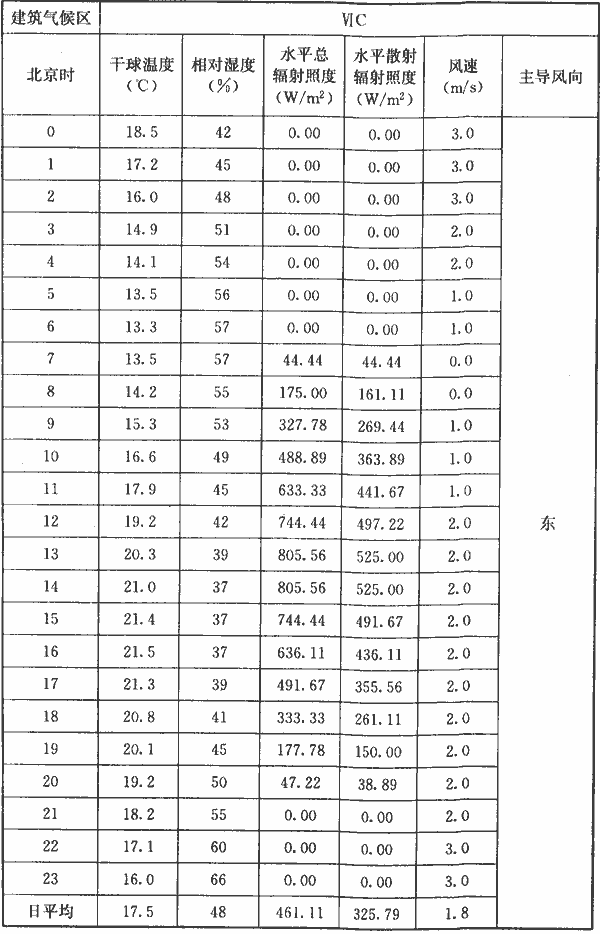 建筑气候区 ⅥC
北京时 干球温度(℃) 相对湿度(%) 水平总辐射照度(W/m²) 水平散射辐射照度(W/m²) 风速(m/s) 主导风向
0 18.5 42 0.00 0.00 3.0
1 17.2 45 0.00 0.00 3.0
2 16.0 48 0.00 0.00 3.0
3 14.9 51 0.00 0.00 2.0
4 14.1 54 0.00 0.00 2.0
5 13.5 56 0.00 0.00 1.0
6 13.3 57 0.00 0.00 1.0
7 13.5 57 44.44 44.44 0.0
8 14.2 55 175.00 161.11 0.0
9 15.3 53 327.78 269.44 1.0
10 16.6 49 488.89 363.89 1.0
11 17.9 45 633.33 441.67 1.0
12 19.2 42 744.44 497.22 2.0 东
13 20.3 39 805.56 525.00 2.0
14 21.0 37 805.56 525.00 2.0
15 21.4 37 744.44 491.67 2.0
16 21.5 37 636.11 436.11 2.0
17 21.3 39 491.67 355.56 2.0
18 20.8 41 333.33 261.11 2.0
19 20.1 45 177.78 150.00 2.0
20 19.2 50 47.22 38.89 2.0
21 18.2 55 0.00 0.00 2.0
22 17.1 60 0.00 0.00 3.0
23 16.0 66 0.00 0.00 3.0
日平均 17.5 48 461.11 325.79 1.8